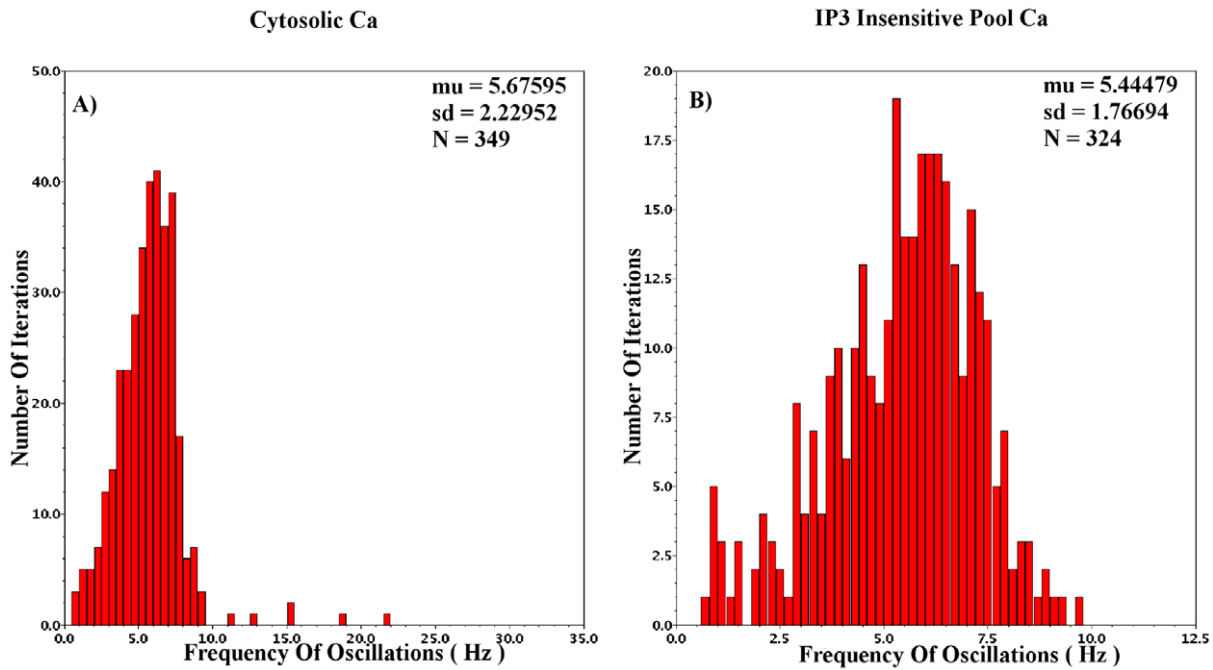 Cytosolic Ca
A)
mu = 5.67595
sd = 2.22952
N = 349
50.0
40.0
30.0
20.0
10.0
0.0
Number Of Iterations
0.0 5.0 10.0 15.0 20.0 25.0 30.0 35.0
Frequency Of Oscillations ( Hz )
IP3 Insensitive Pool Ca
B)
mu = 5.44479
sd = 1.76694
N = 324
20.0
17.5
15.0
12.5
10.0
7.5
5.0
2.5
0.0
Number Of Iterations
0.0 2.5 5.0 7.5 10.0 12.5
Frequency Of Oscillations ( Hz )